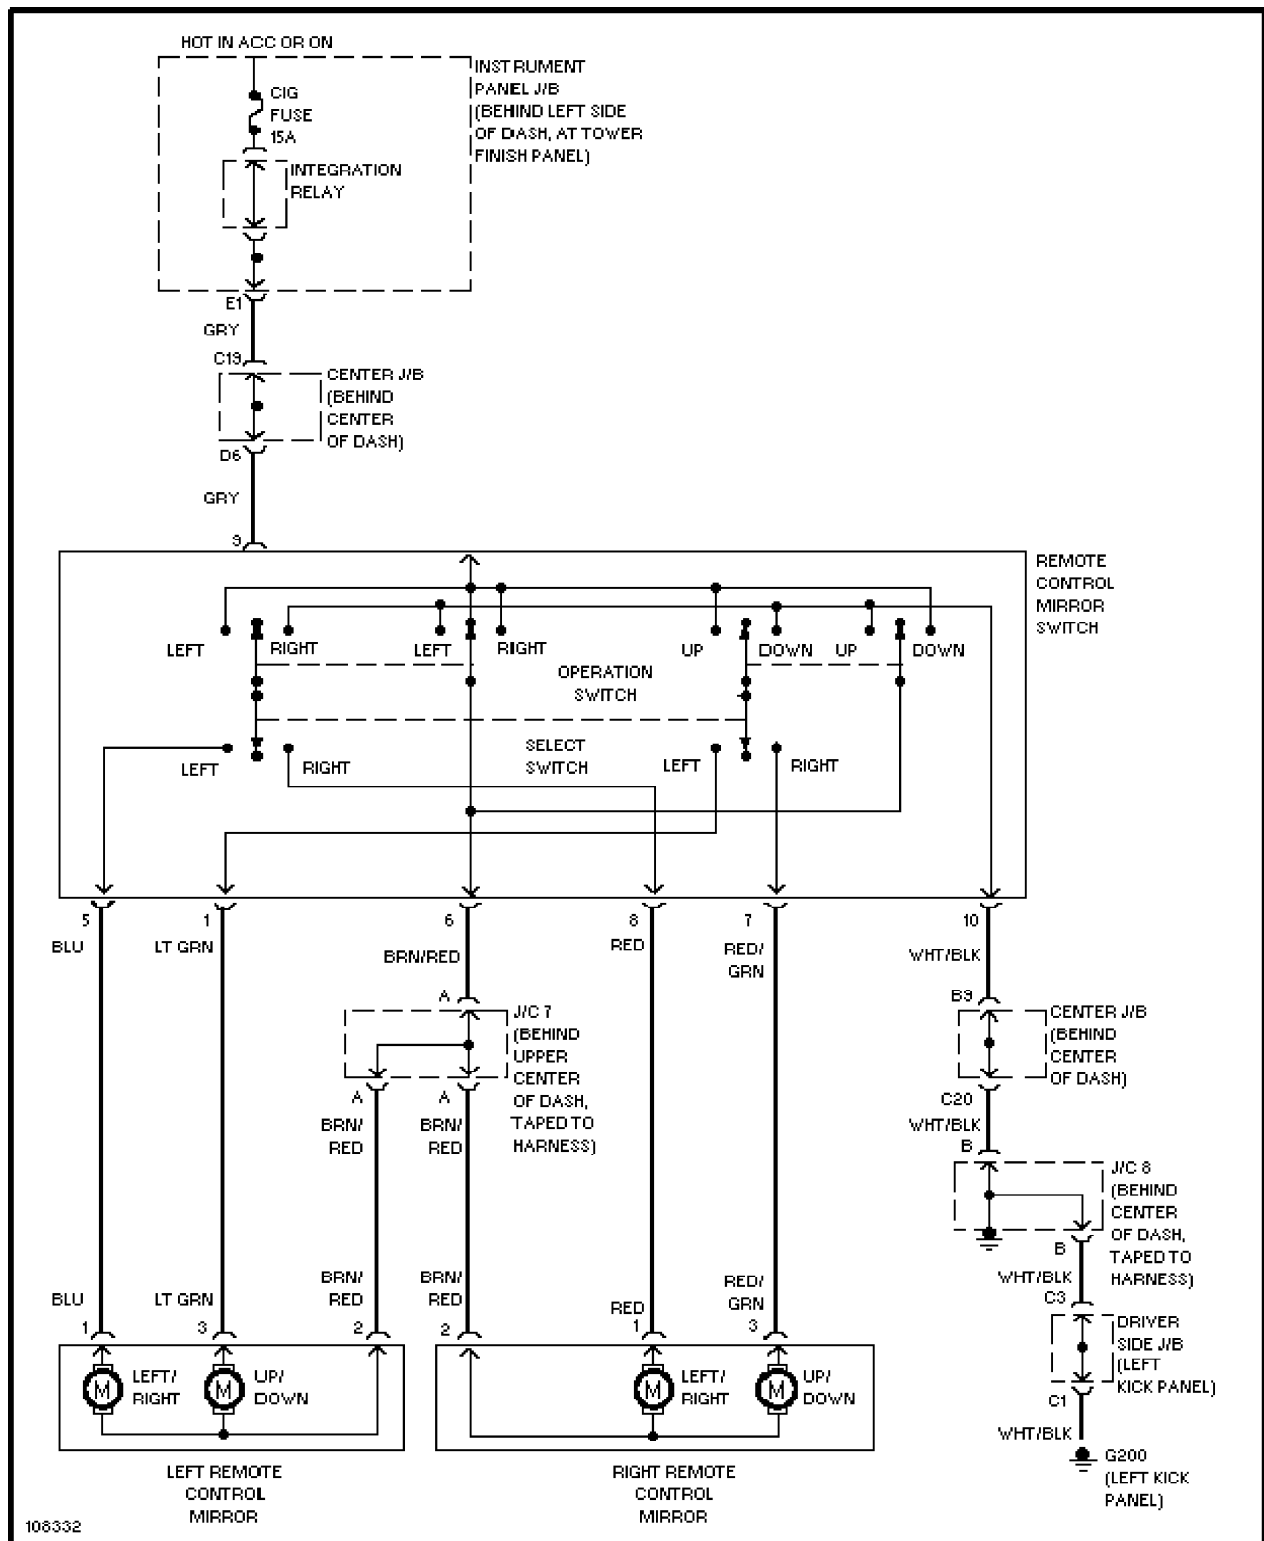 HOT IN ACC OR ON
INSTRUMENT
PANEL J/B
(BEHIND LEFT SIDE
OF DASH, AT TOWER
FINISH PANEL)
CIG
FUSE
15A
INTEGRATION
RELAY
E1
GRY
C19
CENTER J/B
(BEHIND
CENTER
OF DASH)
D6
GRY
9
REMOTE
CONTROL
MIRROR
SWITCH
LEFT
RIGHT
LEFT
RIGHT
UP
DOWN
UP
DOWN
OPERATION
SWITCH
SELECT
SWITCH
LEFT
RIGHT
LEFT
RIGHT
5
1
6
8
7
10
BLU
LT GRN
BRN/RED
RED
RED/
GRN
WHT/BLK
A
J/C 7
(BEHIND
UPPER
CENTER
OF DASH,
TAPED TO
HARNESS)
B9
CENTER J/B
(BEHIND
CENTER
OF DASH)
A
A
BRN/
RED
BRN/
RED
C20
WHT/BLK
B
J/C 8
(BEHIND
CENTER
OF DASH,
TAPED TO
HARNESS)
B
WHT/BLK
C3
BLU
LT GRN
BRN/
RED
BRN/
RED
RED
RED/
GRN
1
3
2
2
1
3
DRIVER
SIDE J/B
(LEFT
KICK PANEL)
M
LEFT/
RIGHT
M
UP/
DOWN
M
LEFT/
RIGHT
M
UP/
DOWN
C1
WHT/BLK
G200
(LEFT KICK
PANEL)
LEFT REMOTE
CONTROL
MIRROR
RIGHT REMOTE
CONTROL
MIRROR
108332